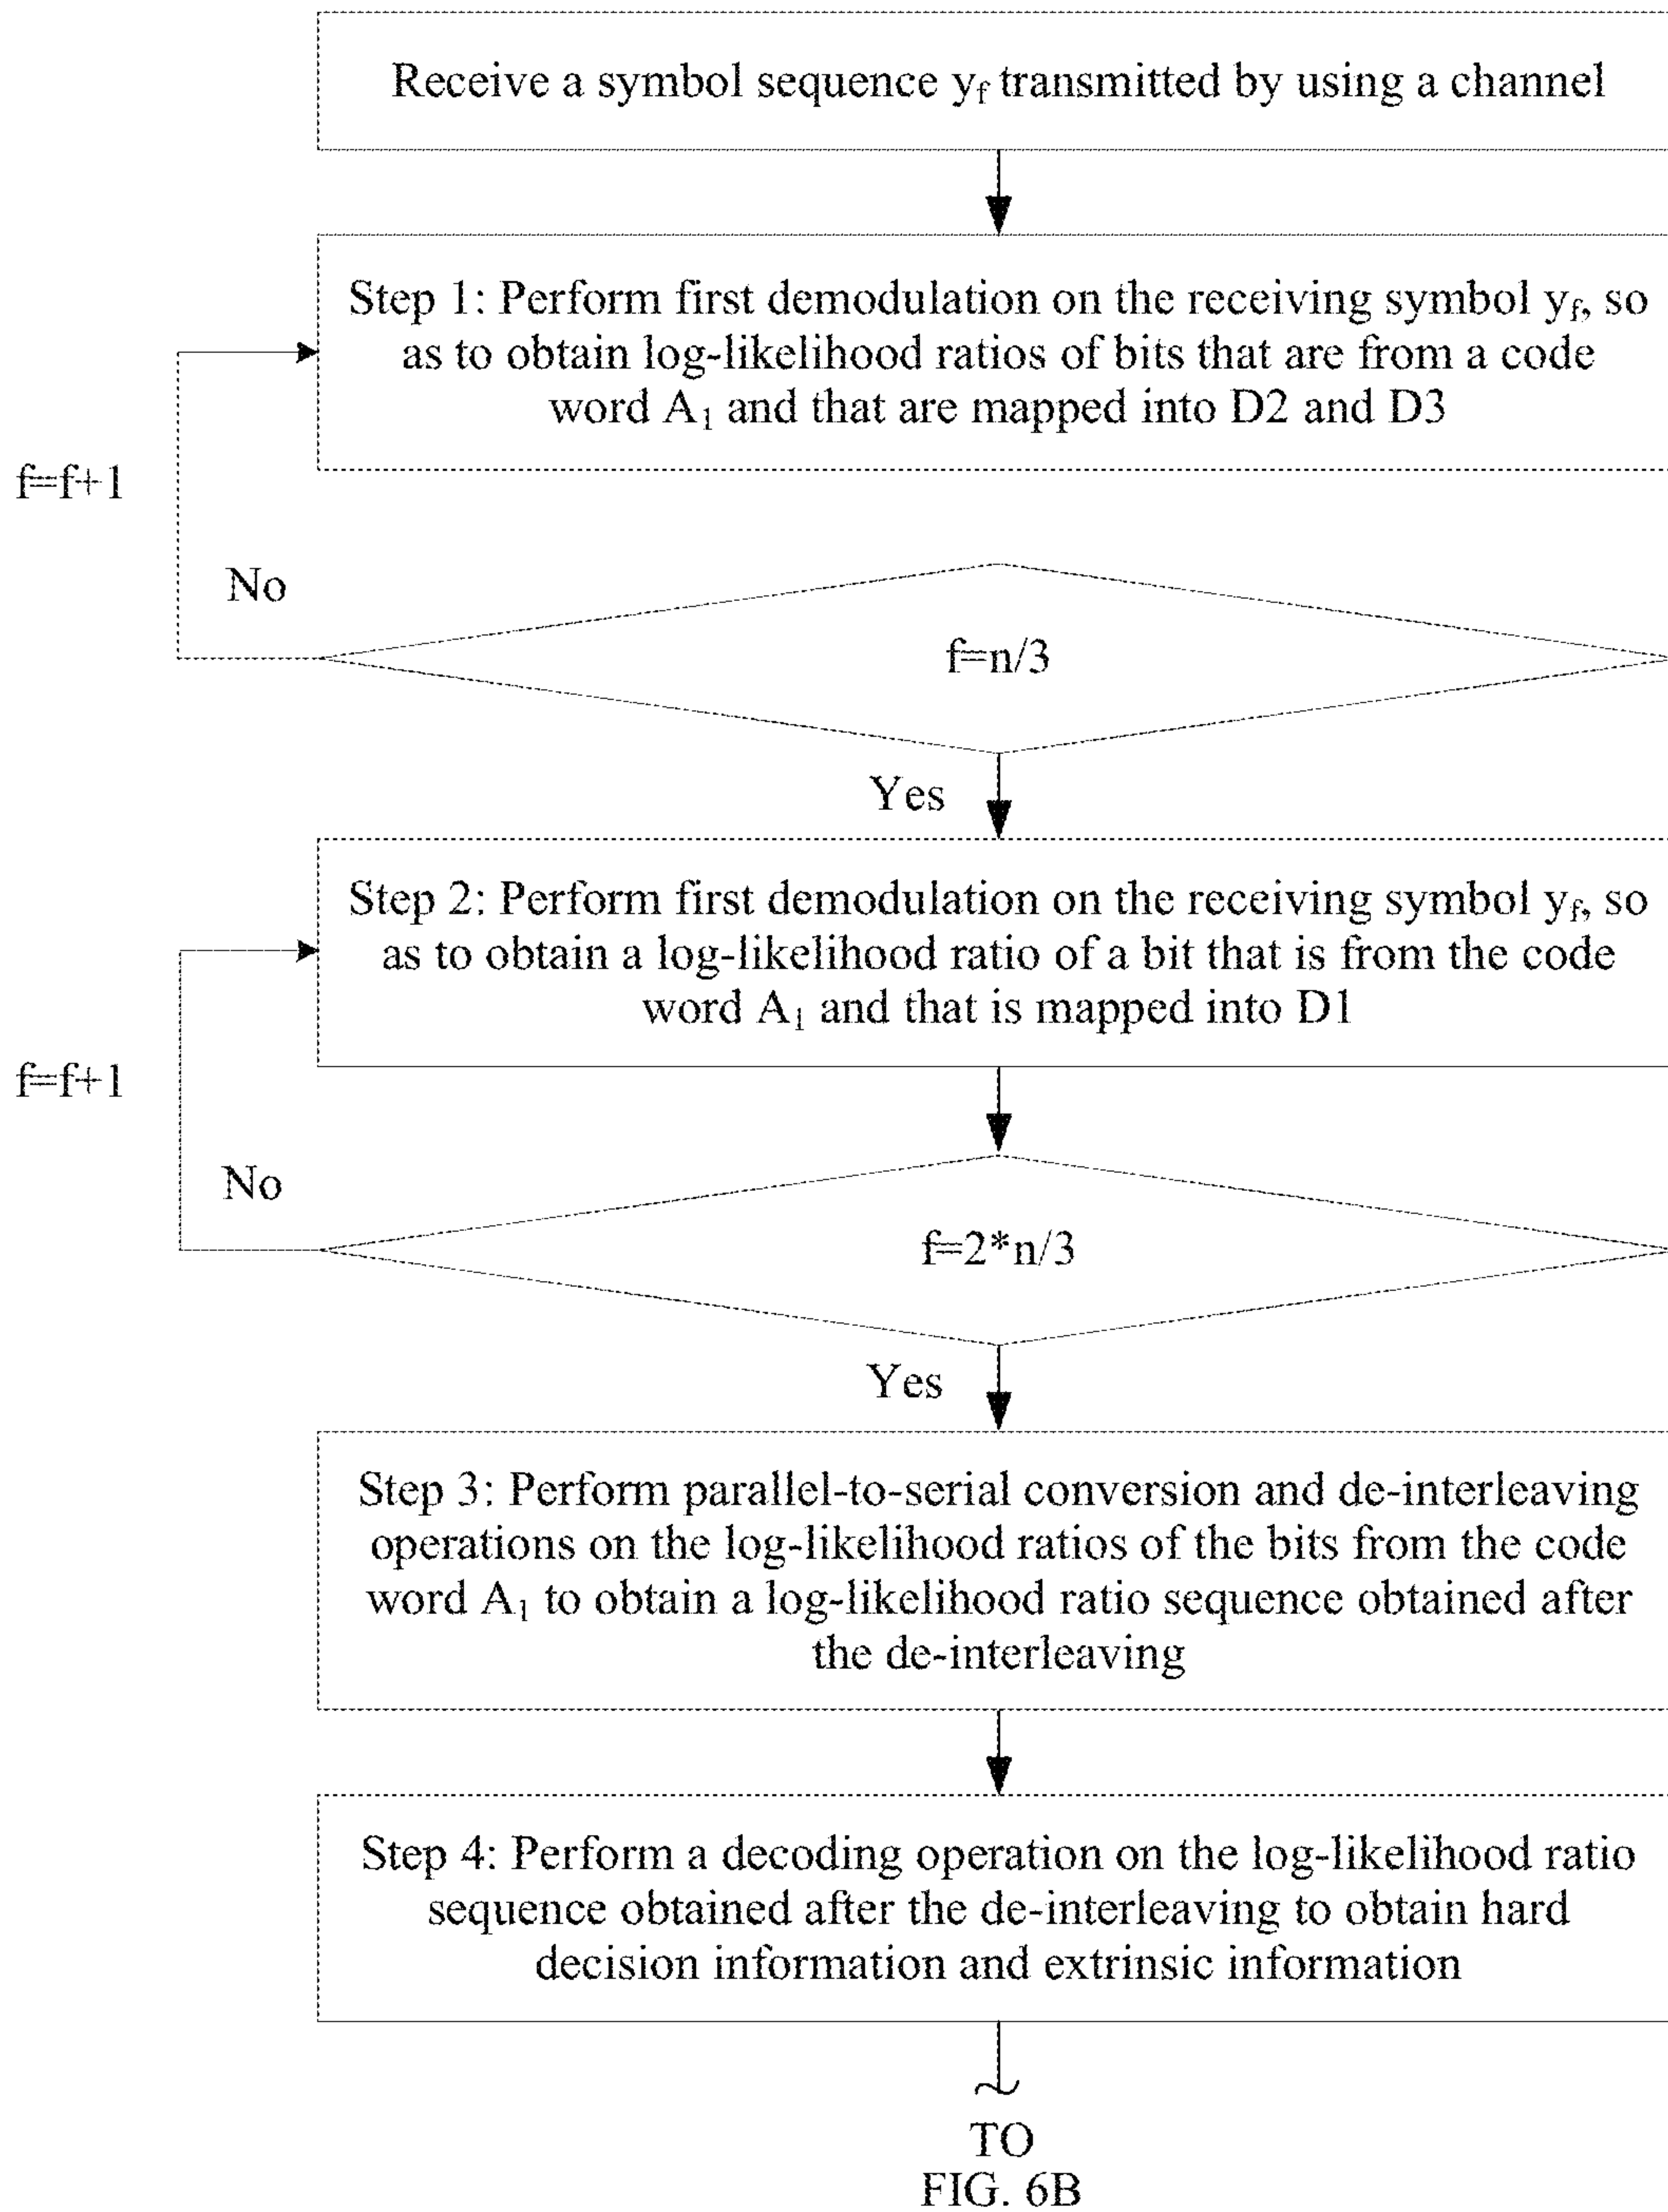 Receive a symbol sequence yf transmitted by using a channel
Step 1: Perform first demodulation on the receiving symbol yf, so
as to obtain log-likelihood ratios of bits that are from a code
word A1 and that are mapped into D2 and D3
f=f+1
No
f=n/3
Yes
Step 2: Perform first demodulation on the receiving symbol yf, so
as to obtain a log-likelihood ratio of a bit that is from the code
word A1 and that is mapped into D1
f=f+1
No
f=2*n/3
Yes
Step 3: Perform parallel-to-serial conversion and de-interleaving
operations on the log-likelihood ratios of the bits from the code
word A1 to obtain a log-likelihood ratio sequence obtained after
the de-interleaving
Step 4: Perform a decoding operation on the log-likelihood ratio
sequence obtained after the de-interleaving to obtain hard
decision information and extrinsic information
TO
FIG. 6B